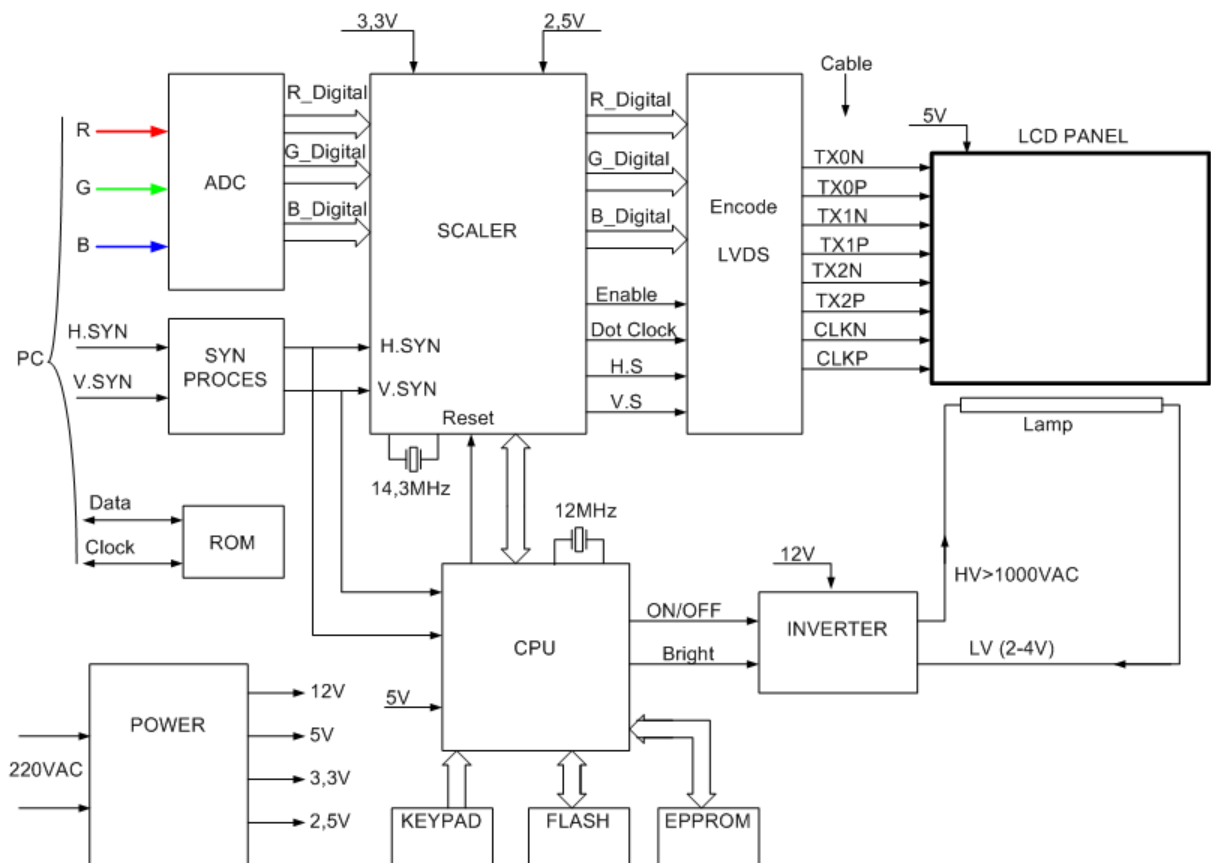 3,3V
2,5V
R
G
B
ADC
R_Digital
G_Digital
B_Digital
SCALER
R_Digital
G_Digital
B_Digital
Enable
Dot Clock
H.S
V.S
Encode
LVDS
Cable
TX0N
TX0P
TX1N
TX1P
TX2N
TX2P
CLKN
CLKP
5V
LCD PANEL
PC
H.SYN
V.SYN
SYN
PROCES
H.SYN
V.SYN
Reset
14,3MHz
Lamp
Data
Clock
ROM
12MHz
CPU
5V
ON/OFF
Bright
12V
INVERTER
HV>1000VAC
LV (2-4V)
220VAC
POWER
12V
5V
3,3V
2,5V
KEYPAD
FLASH
EPPROM